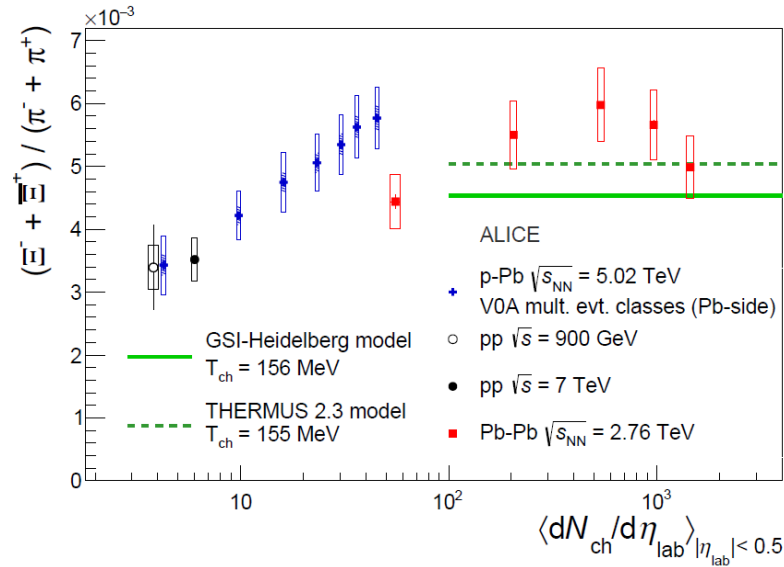 ×10⁻³
7
6
5
4
3
2
1
0
(Ξ⁻ + Ξ̅⁺) / (π⁻ + π⁺)
ALICE
p-Pb √sNN = 5.02 TeV
V0A mult. evt. classes (Pb-side)
pp √s = 900 GeV
pp √s = 7 TeV
Pb-Pb √sNN = 2.76 TeV
GSI-Heidelberg model
Tch = 156 MeV
THERMUS 2.3 model
Tch = 155 MeV
10
10²
10³
⟨dNch/dηlab⟩|ηlab|< 0.5